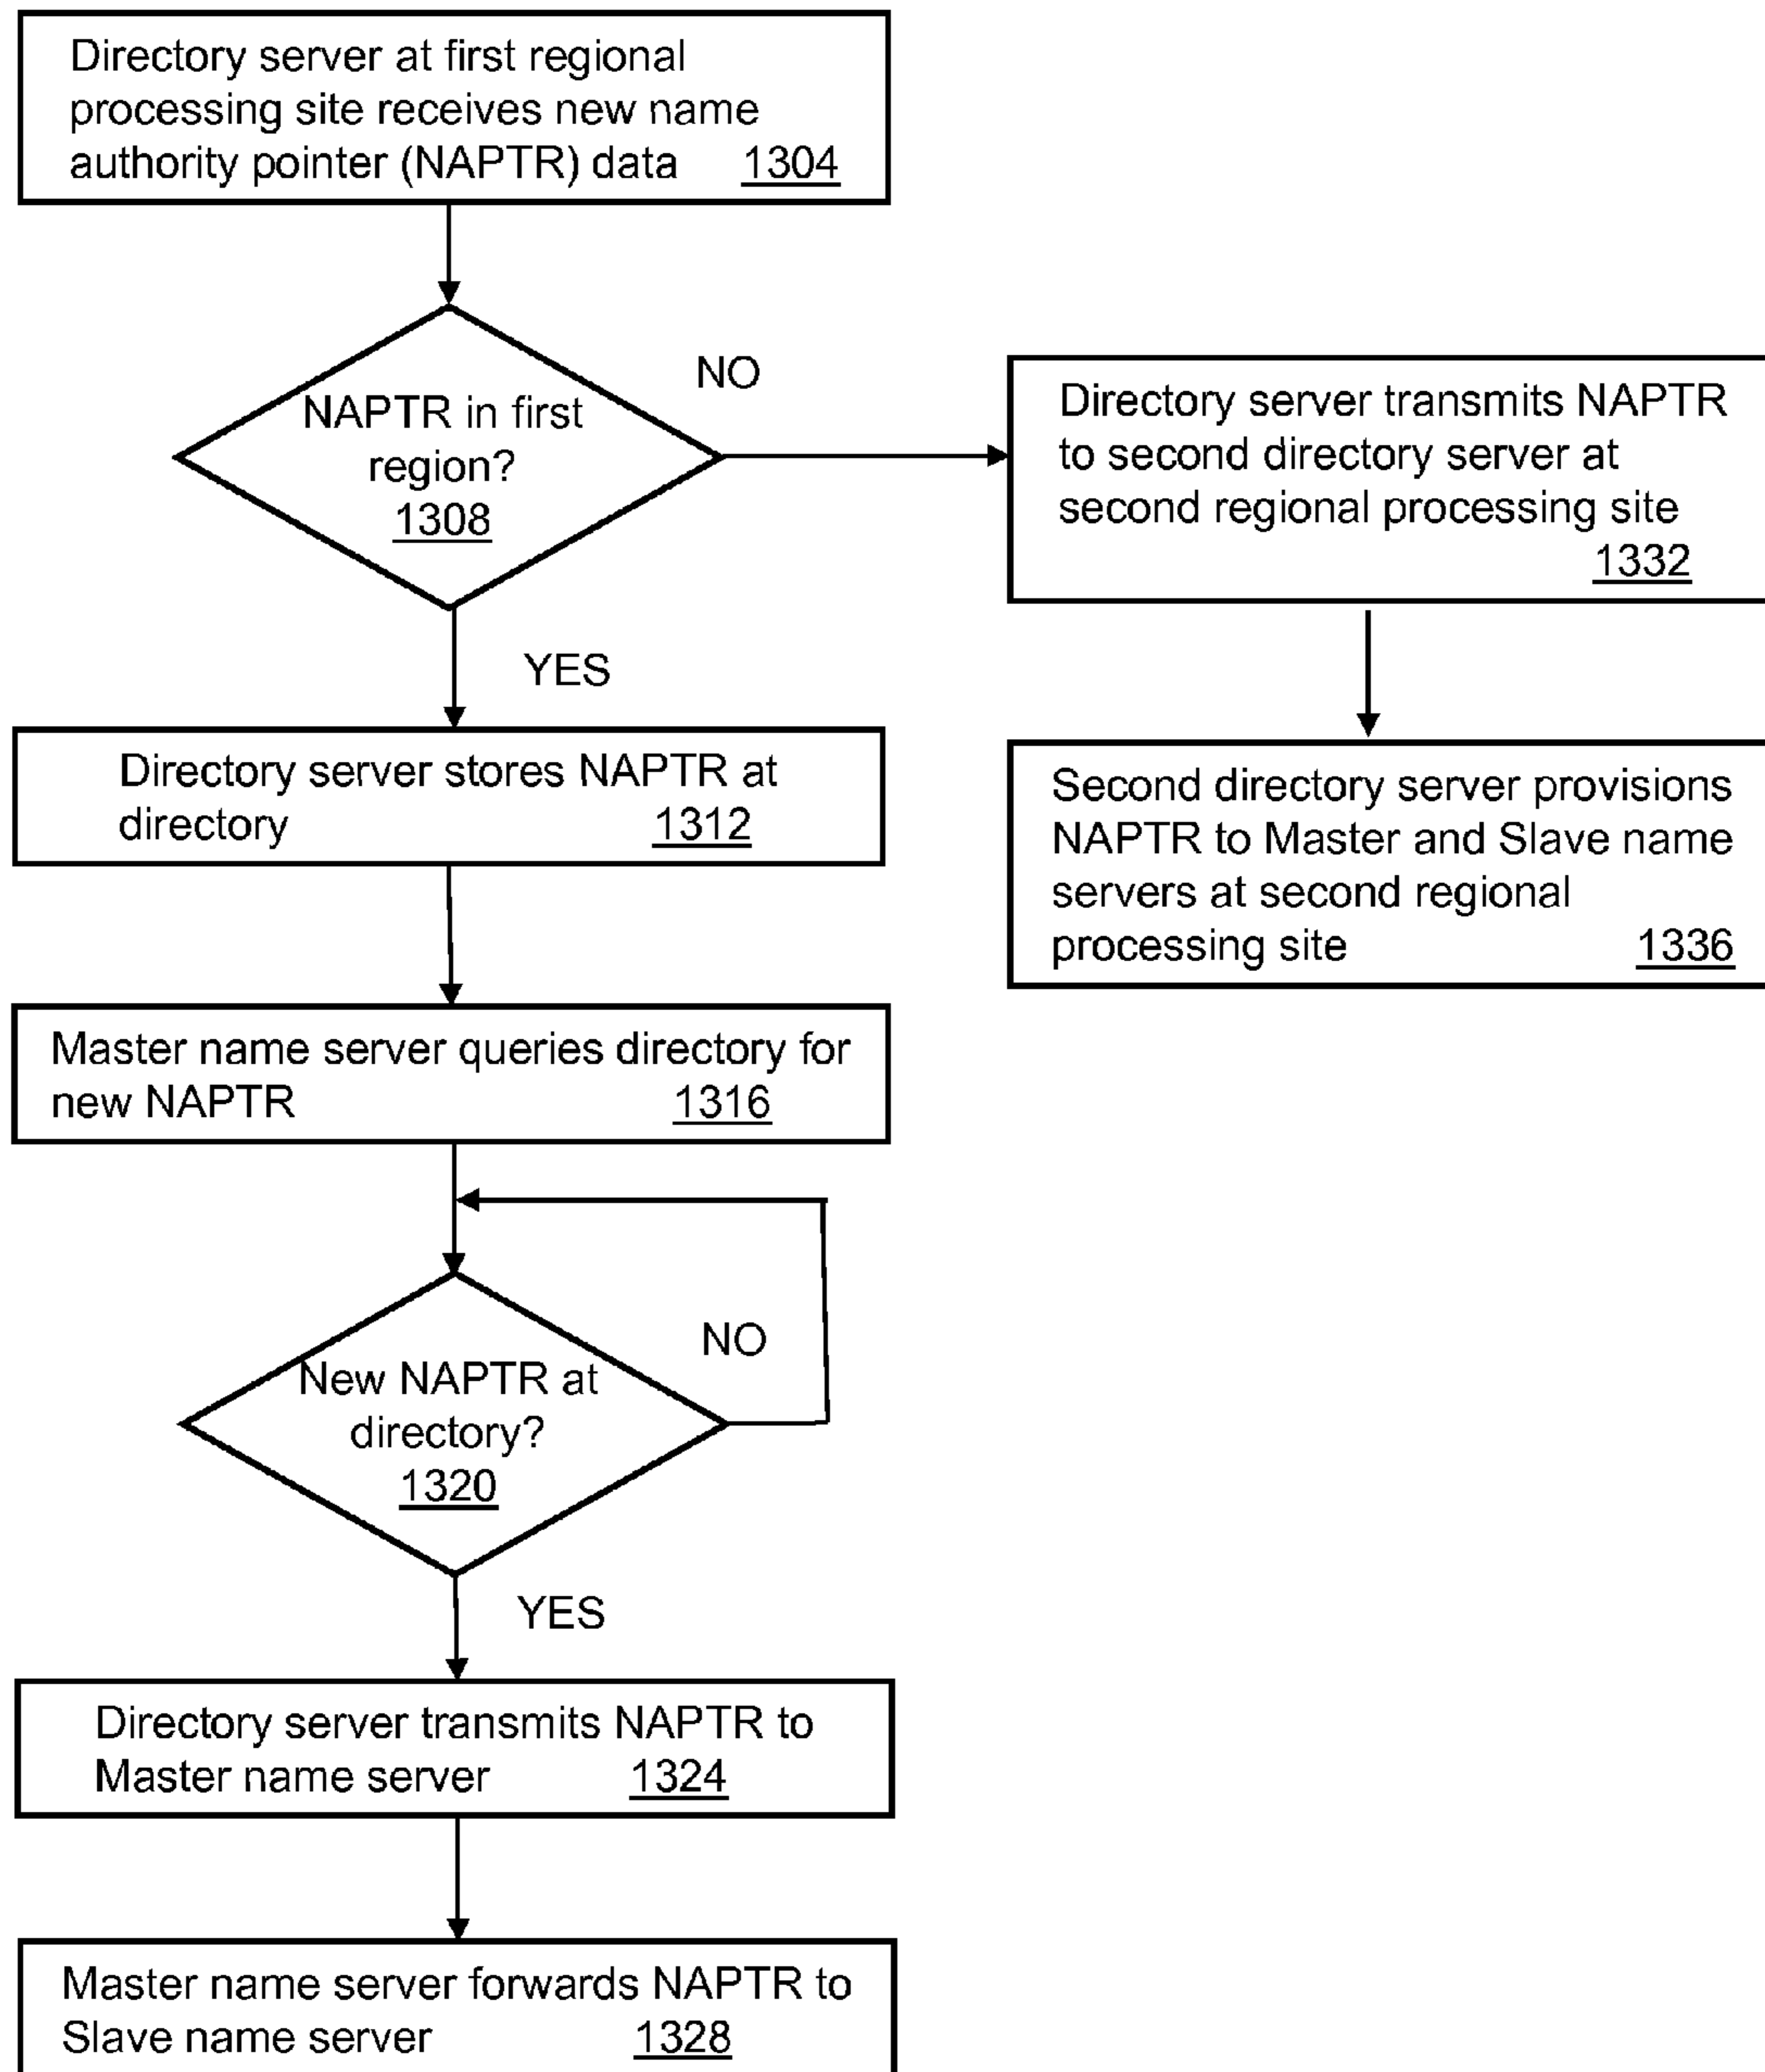 Directory server at first regional
processing site receives new name
authority pointer (NAPTR) data 1304
NAPTR in first
region?
1308
NO
YES
Directory server transmits NAPTR
to second directory server at
second regional processing site
1332
Second directory server provisions
NAPTR to Master and Slave name
servers at second regional
processing site 1336
Directory server stores NAPTR at
directory 1312
Master name server queries directory for
new NAPTR 1316
New NAPTR at
directory?
1320
NO
YES
Directory server transmits NAPTR to
Master name server 1324
Master name server forwards NAPTR to
Slave name server 1328